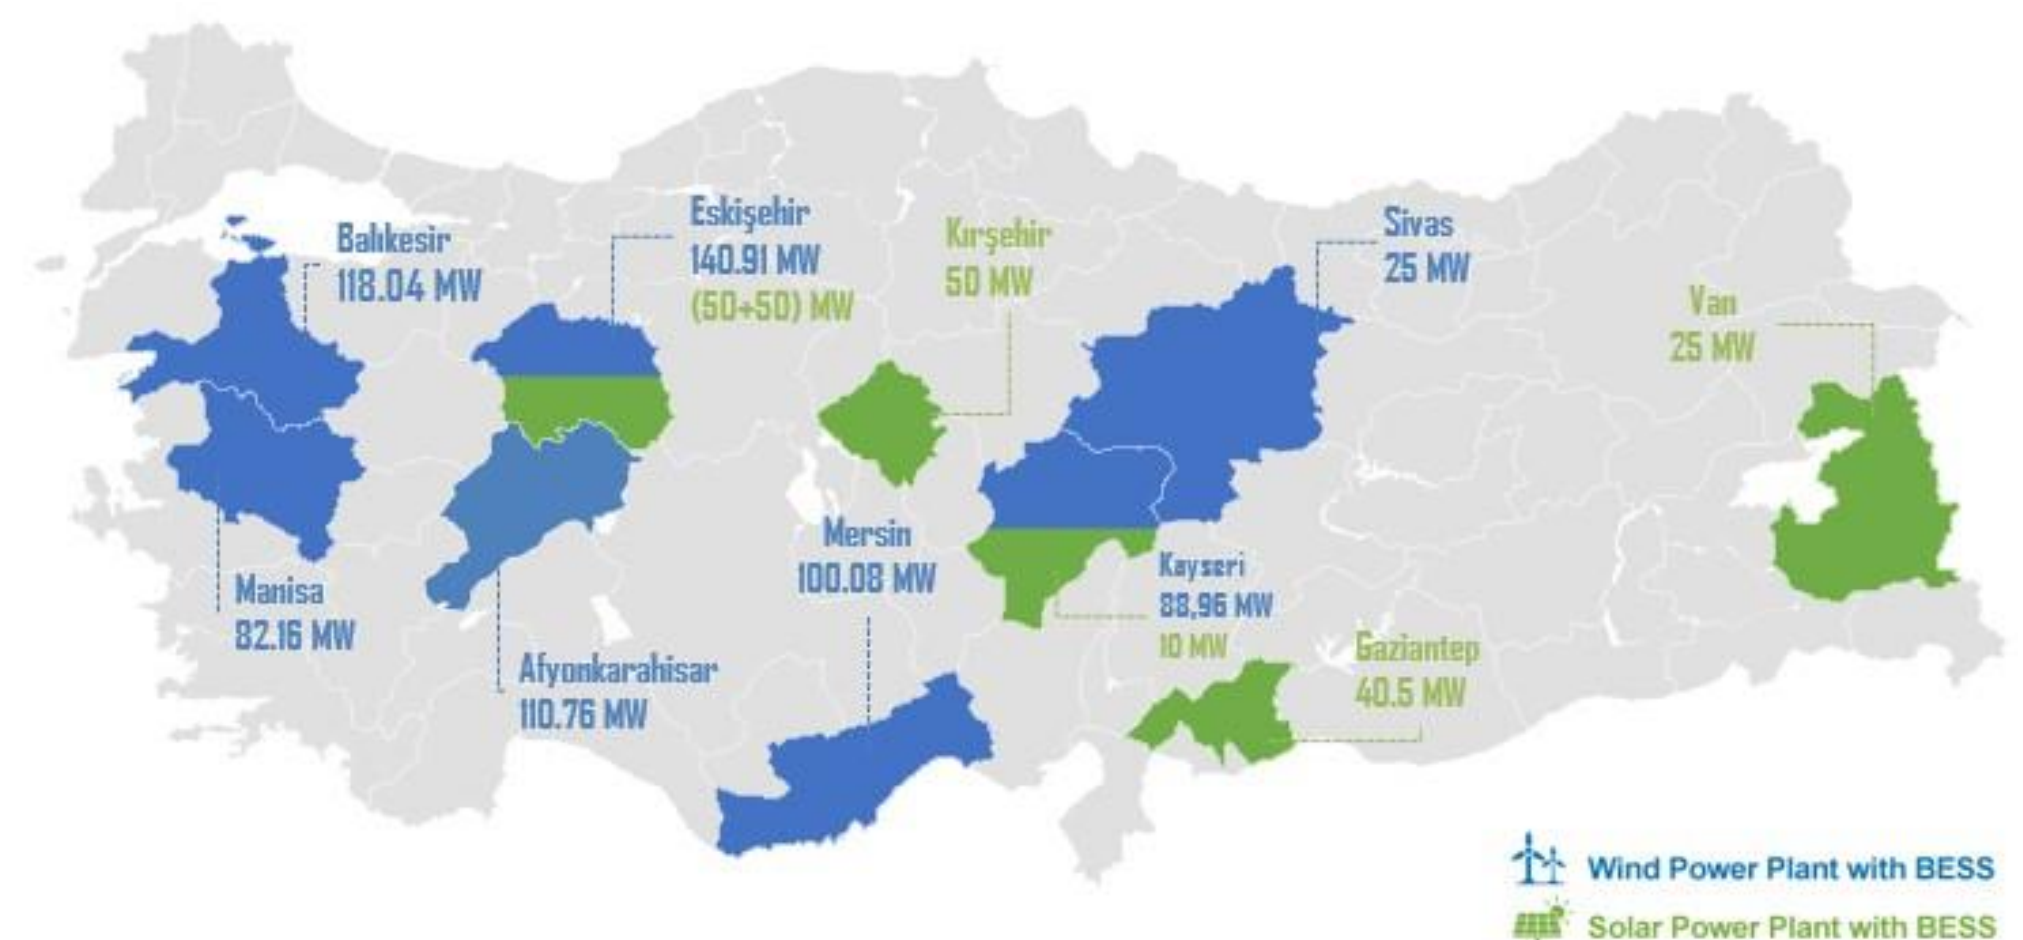 Balıkesir
118.04 MW
Eskişehir
140.91 MW
(50+50) MW
Kırşehir
50 MW
Sivas
25 MW
Van
25 MW
Manisa
82.16 MW
Afyonkarahisar
110.76 MW
Mersin
100.08 MW
Kayseri
88,96 MW
10 MW
Gaziantep
40.5 MW
Wind Power Plant with BESS
Solar Power Plant with BESS